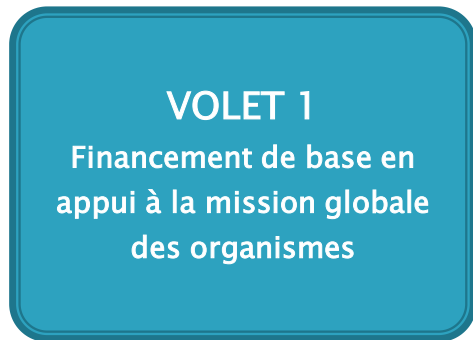 VOLET 1
Financement de base en
appui à la mission globale
des organismes